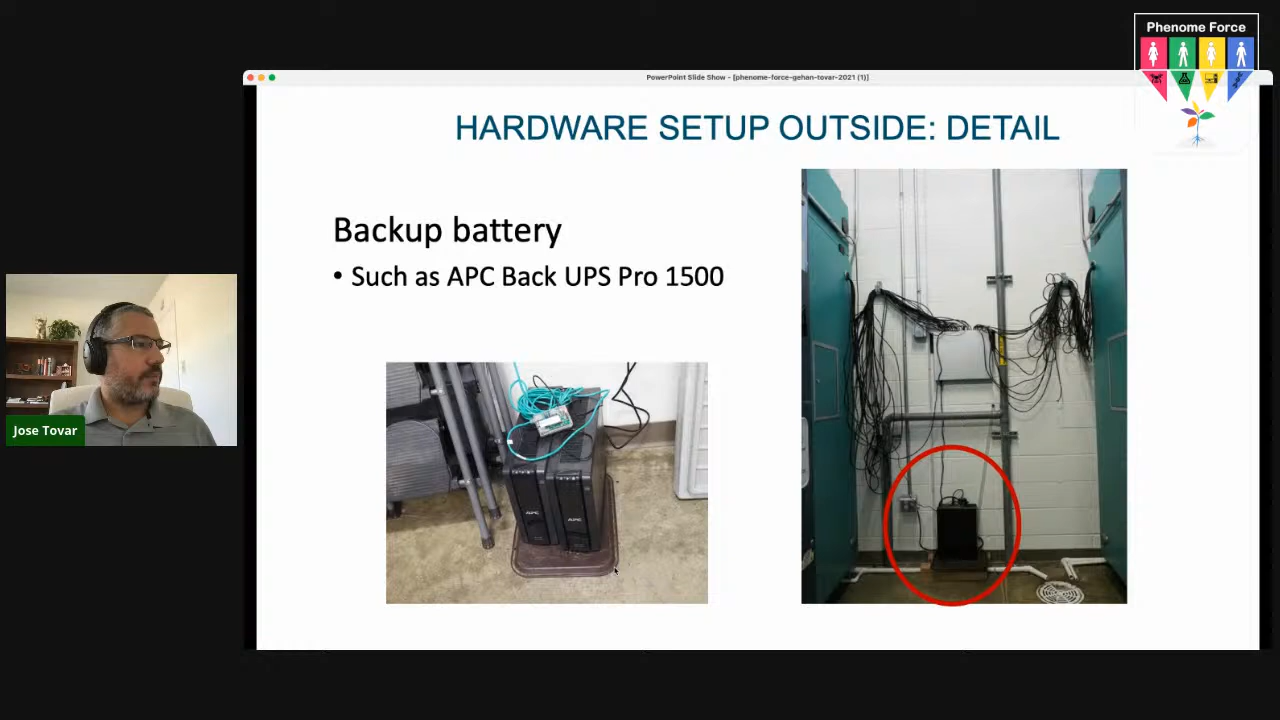 Phenome Force
PowerPoint Slide Show - [phenome-force-gehan-tovar-2021 (1)]
HARDWARE SETUP OUTSIDE: DETAIL
Backup battery
• Such as APC Back UPS Pro 1500
Jose Tovar
APC
APC